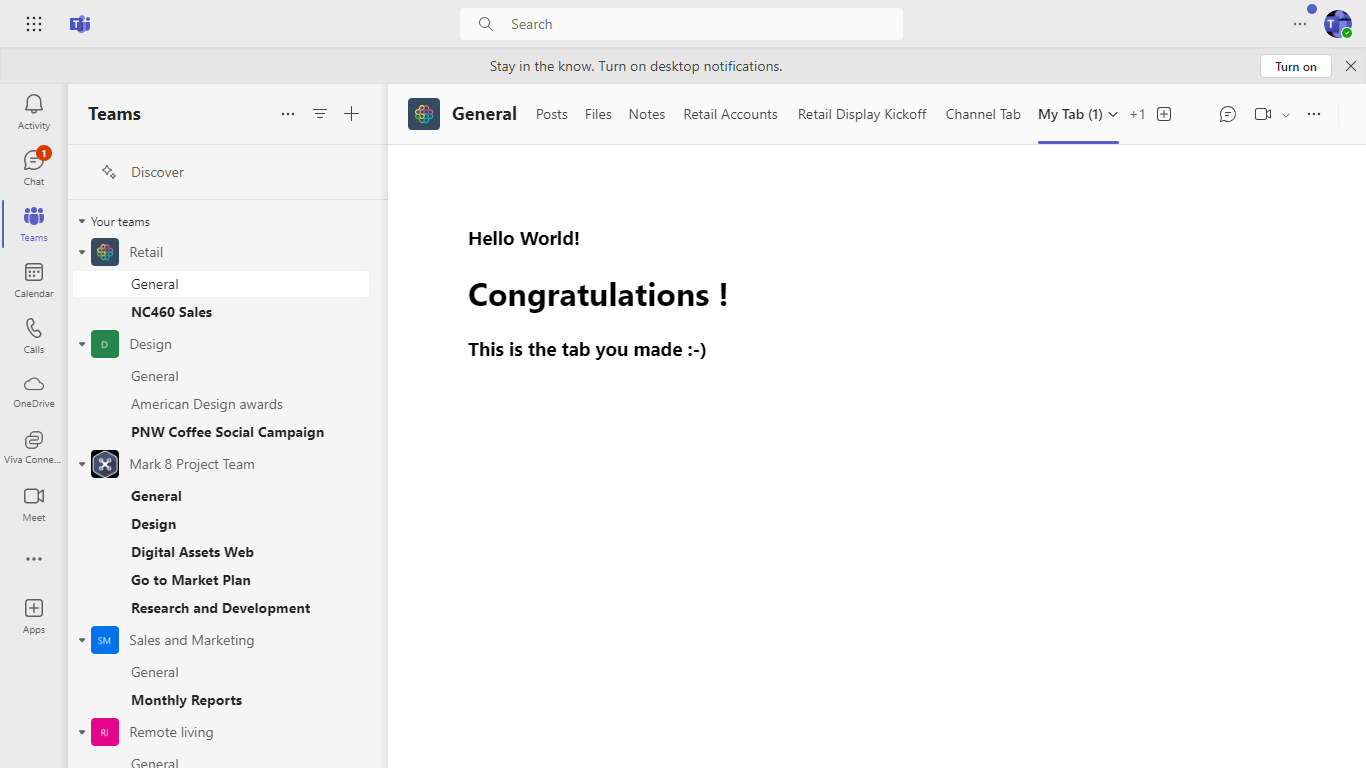 Search
Stay in the know. Turn on desktop notifications.
Turn on
Activity
1
Chat
Teams
Calendar
Calls
OneDrive
Viva Conne...
Meet
Apps
Teams
Discover
Your teams
Retail
General
NC460 Sales
D
Design
General
American Design awards
PNW Coffee Social Campaign
Mark 8 Project Team
General
Design
Digital Assets Web
Go to Market Plan
Research and Development
SM
Sales and Marketing
General
Monthly Reports
RI
Remote living
General
General
Posts
Files
Notes
Retail Accounts
Retail Display Kickoff
Channel Tab
My Tab (1)
+1
Hello World!
Congratulations !
This is the tab you made :-)